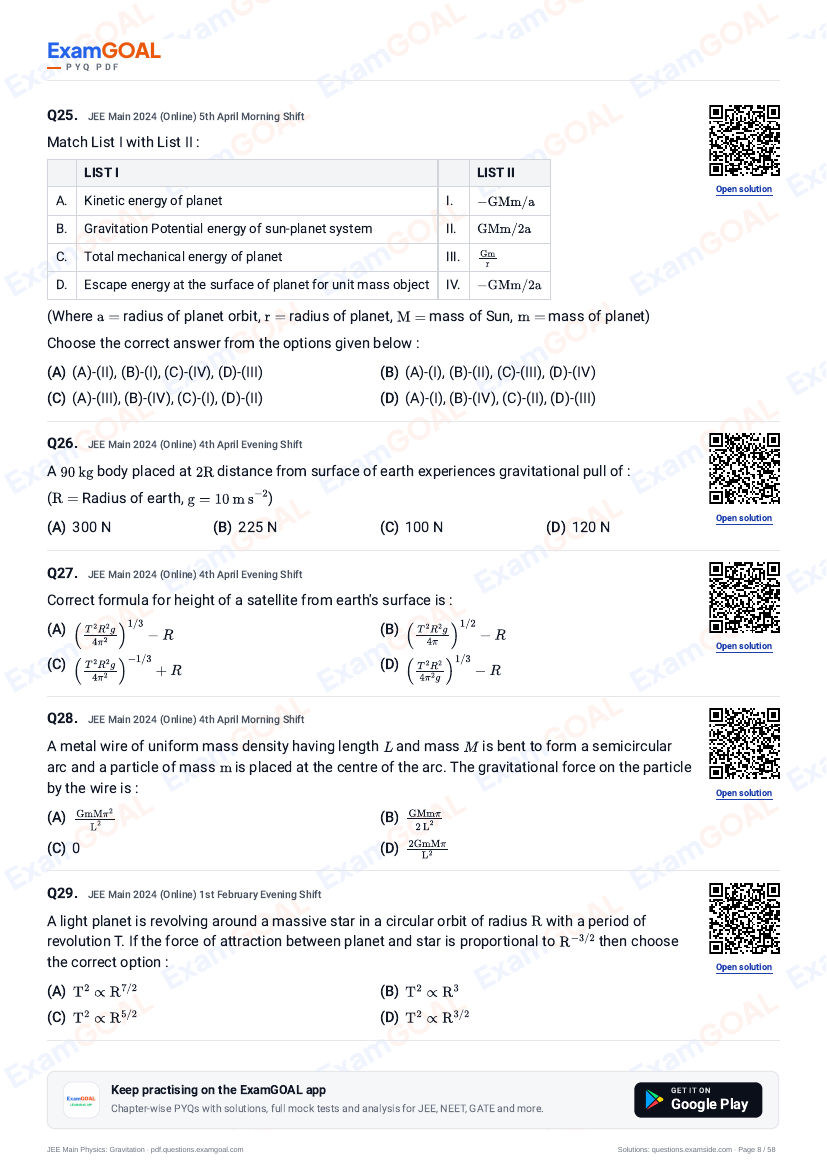 ExamGOAL
PYQ PDF
Q25. JEE Main 2024 (Online) 5th April Morning Shift
Match List I with List II :
LIST I LIST II
A. Kinetic energy of planet I. −GMm/a
B. Gravitation Potential energy of sun-planet system II. GMm/2a
C. Total mechanical energy of planet III. Gm/r
D. Escape energy at the surface of planet for unit mass object IV. −GMm/2a
(Where a = radius of planet orbit, r = radius of planet, M = mass of Sun, m = mass of planet)
Choose the correct answer from the options given below :
(A) (A)-(II), (B)-(I), (C)-(IV), (D)-(III) (B) (A)-(I), (B)-(II), (C)-(III), (D)-(IV)
(C) (A)-(III), (B)-(IV), (C)-(I), (D)-(II) (D) (A)-(I), (B)-(IV), (C)-(II), (D)-(III)
Open solution
Q26. JEE Main 2024 (Online) 4th April Evening Shift
A 90 kg body placed at 2R distance from surface of earth experiences gravitational pull of :
(R = Radius of earth, g = 10 m s⁻²)
(A) 300 N (B) 225 N (C) 100 N (D) 120 N
Open solution
Q27. JEE Main 2024 (Online) 4th April Evening Shift
Correct formula for height of a satellite from earth's surface is :
(A) (T²R²g/4π²)^1/3 − R (B) (T²R²g/4π)^1/2 − R
(C) (T²R²g/4π²)^−1/3 + R (D) (T²R²/4π²g)^1/3 − R
Open solution
Q28. JEE Main 2024 (Online) 4th April Morning Shift
A metal wire of uniform mass density having length L and mass M is bent to form a semicircular
arc and a particle of mass m is placed at the centre of the arc. The gravitational force on the particle
by the wire is :
(A) GmMπ²/L² (B) GMmπ/2 L²
(C) 0 (D) 2GmMπ/L²
Open solution
Q29. JEE Main 2024 (Online) 1st February Evening Shift
A light planet is revolving around a massive star in a circular orbit of radius R with a period of
revolution T. If the force of attraction between planet and star is proportional to R^−3/2 then choose
the correct option :
(A) T² ∝ R^7/2 (B) T² ∝ R³
(C) T² ∝ R^5/2 (D) T² ∝ R^3/2
Open solution
Keep practising on the ExamGOAL app
Chapter-wise PYQs with solutions, full mock tests and analysis for JEE, NEET, GATE and more.
GET IT ON
Google Play
JEE Main Physics: Gravitation · pdf.questions.examgoal.com Solutions: questions.examside.com · Page 8 / 58